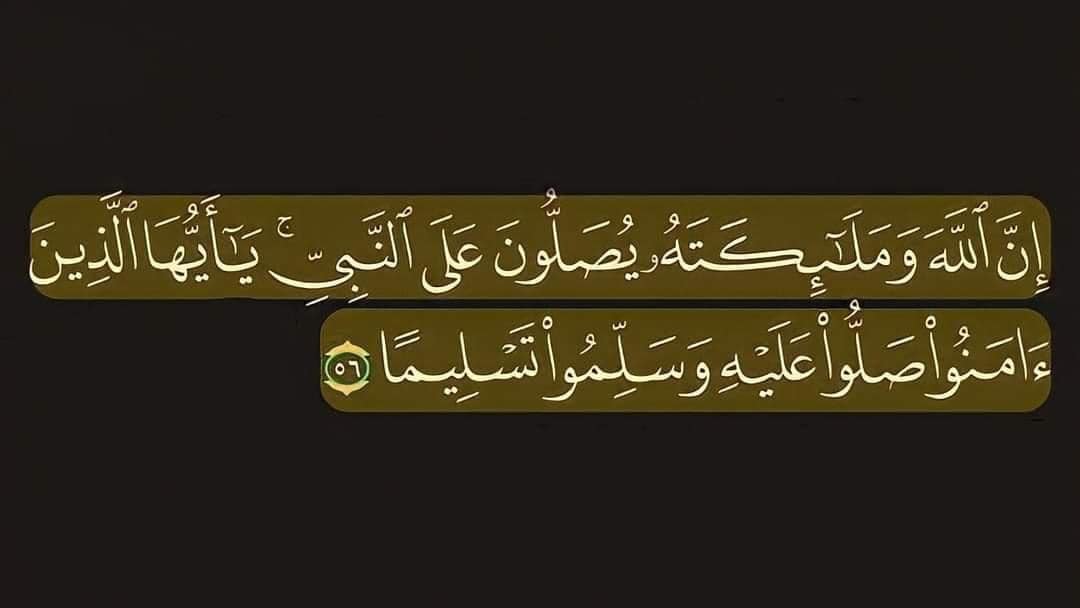 إِنَّ ٱللَّهَ وَمَلَـٰٓئِكَتَهُۥ يُصَلُّونَ عَلَى ٱلنَّبِىِّ ۚ يَـٰٓأَيُّهَا ٱلَّذِينَ
ءَامَنُوا۟ صَلُّوا۟ عَلَيْهِ وَسَلِّمُوا۟ تَسْلِيمًا ٥٦